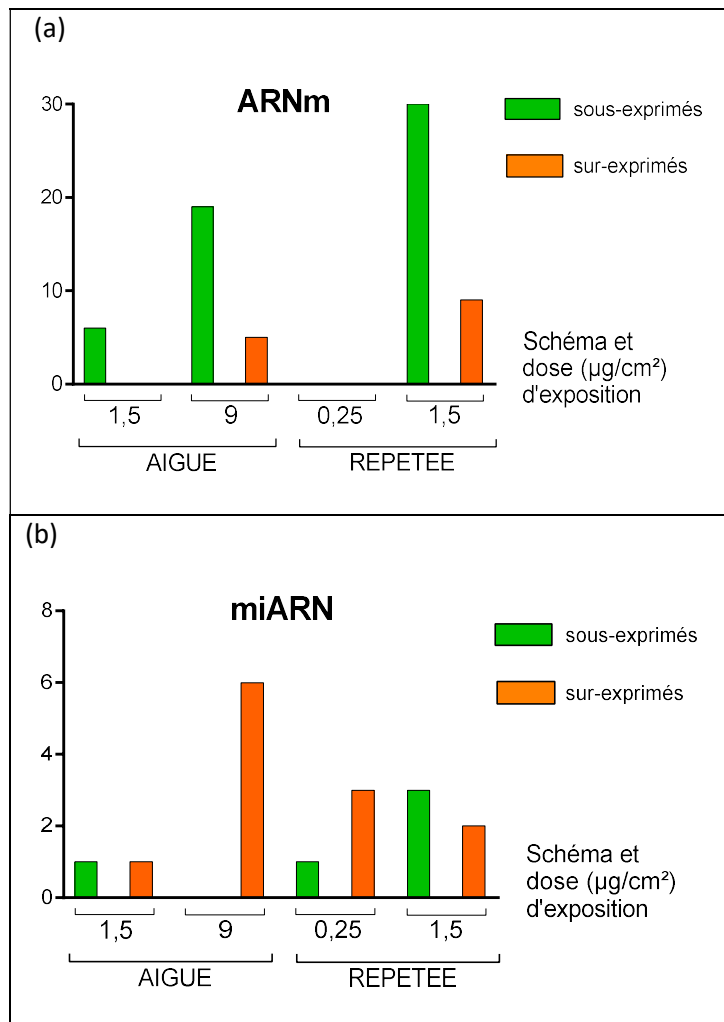 (a)
ARNm
sous-exprimés
sur-exprimés
30
20
10
0
1,5
9
0,25
1,5
AIGUE
REPETEE
Schéma et
dose (µg/cm²)
d'exposition
(b)
miARN
sous-exprimés
sur-exprimés
8
6
4
2
0
1,5
9
0,25
1,5
AIGUE
REPETEE
Schéma et
dose (µg/cm²)
d'exposition